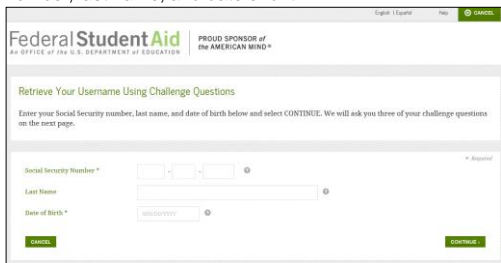 English | Español Help CANCEL
Federal Student Aid PROUD SPONSOR of
An OFFICE of the U.S. DEPARTMENT of EDUCATION the AMERICAN MIND®
Retrieve Your Username Using Challenge Questions
Enter your Social Security number, last name, and date of birth below and select CONTINUE. We will ask you three of your challenge questions
on the next page.
* Required
Social Security Number * - -
Last Name
Date of Birth * mm/dd/yyyy
CANCEL CONTINUE ›